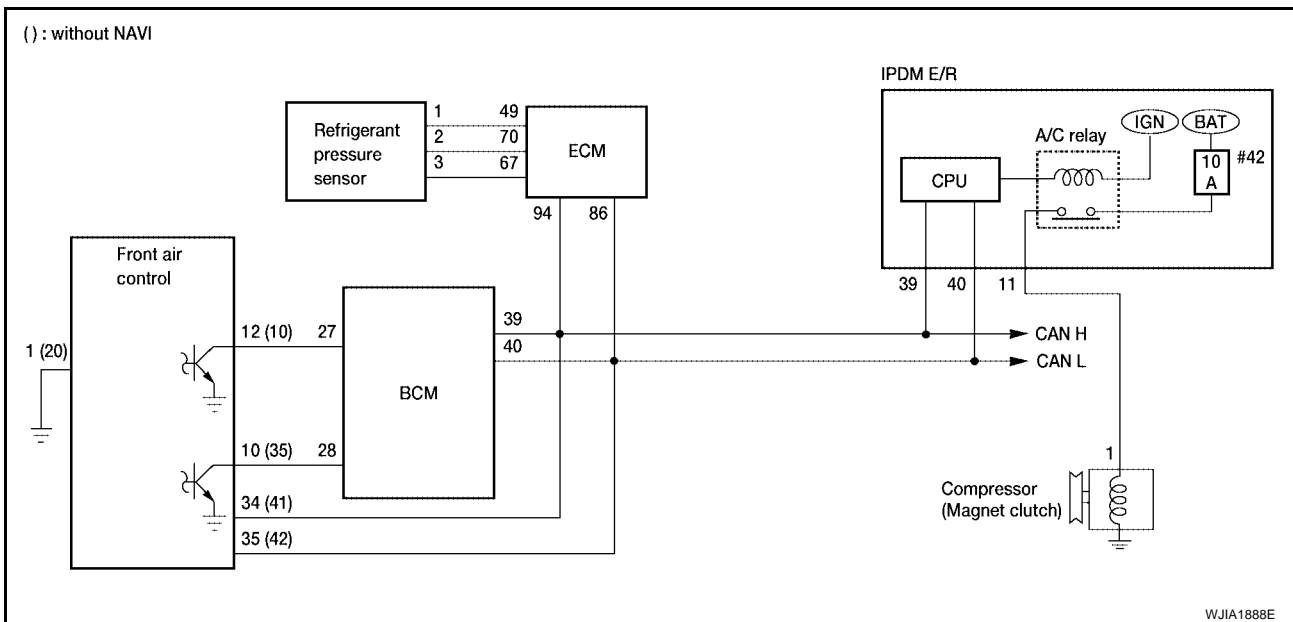 ( ) : without NAVI
IPDM E/R
Refrigerant
pressure
sensor
1 49
2 70
3 67
ECM
94 86
A/C relay
IGN
BAT
10
A
#42
CPU
39 40 11
Front air
control
1 (20)
12 (10) 27
10 (35) 28
34 (41)
35 (42)
BCM
39
40
CAN H
CAN L
1
Compressor
(Magnet clutch)
WJIA1888E